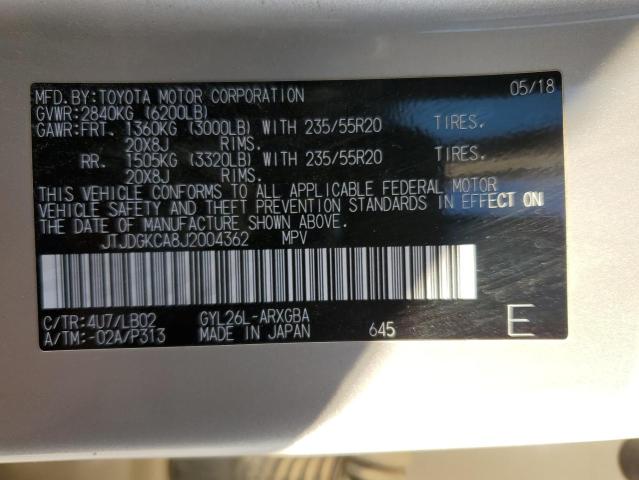 MFD.BY:TOYOTA MOTOR CORPORATION 05/18
GVWR:2840KG (6200LB)
GAWR:FRT. 1360KG (3000LB) WITH 235/55R20 TIRES.
20X8J RIMS.
RR. 1505KG (3320LB) WITH 235/55R20 TIRES.
20X8J RIMS.
THIS VEHICLE CONFORMS TO ALL APPLICABLE FEDERAL MOTOR
VEHICLE SAFETY AND THEFT PREVENTION STANDARDS IN EFFECT ON
THE DATE OF MANUFACTURE SHOWN ABOVE.
JTJDGKCA8J2004362 MPV
C/TR:4U7/LB02 GYL26L-ARXGBA
A/TM:-02A/P313 MADE IN JAPAN 645 E